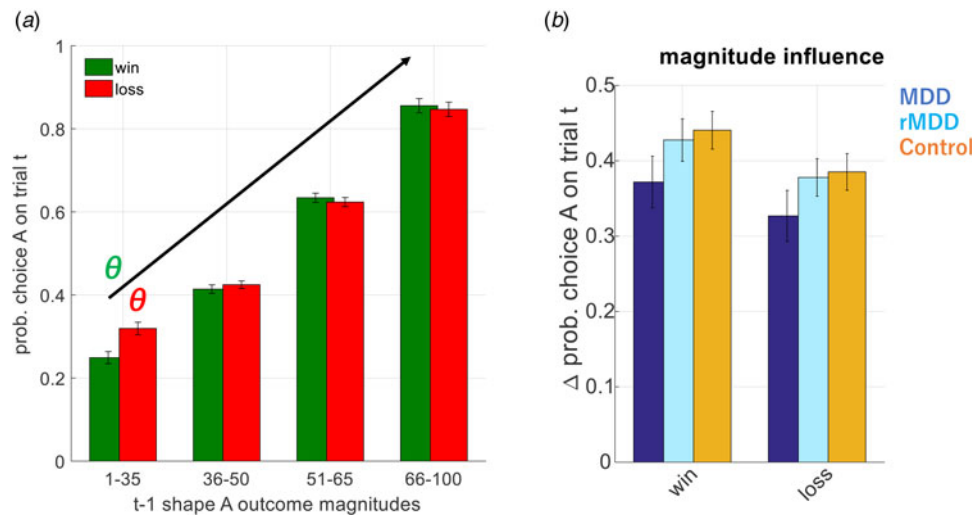 (a)
1
0.8
0.6
0.4
0.2
0
prob. choice A on trial t
win
loss
θ
θ
1-35
36-50
51-65
66-100
t-1 shape A outcome magnitudes
(b)
magnitude influence
0.5
0.4
0.3
0.2
0.1
0
Δ prob. choice A on trial t
MDD
rMDD
Control
win
loss